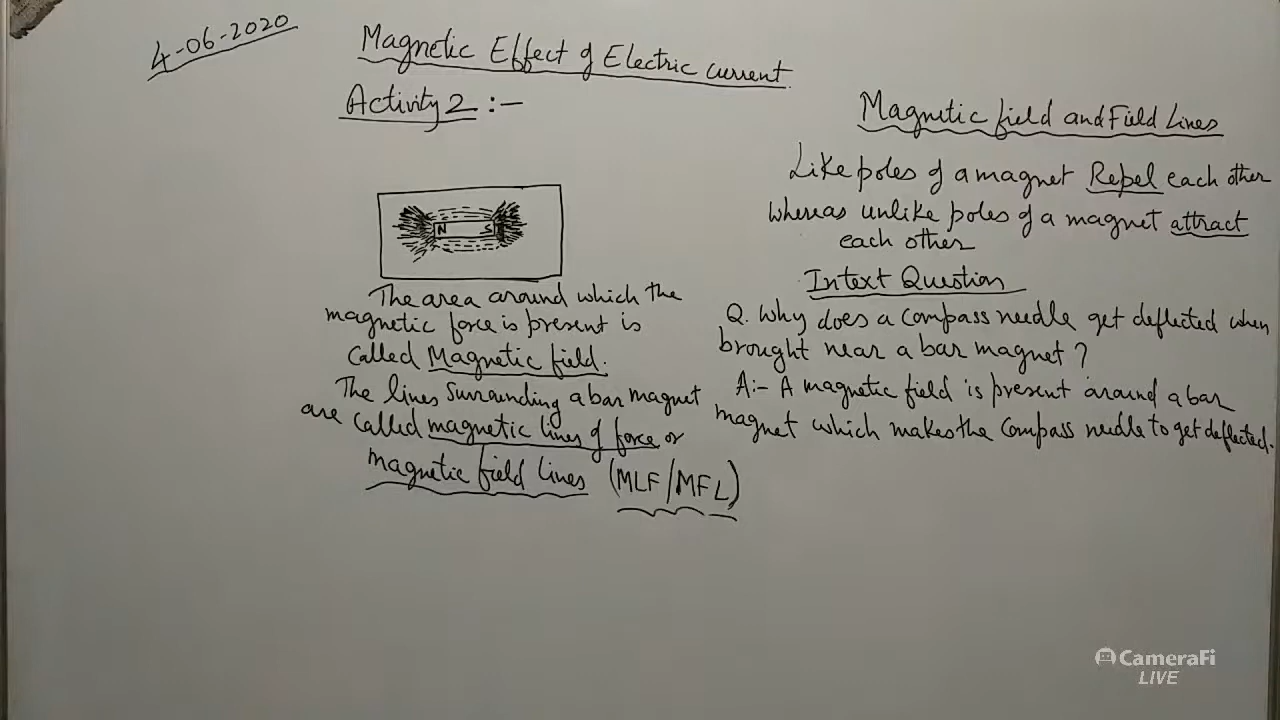 4-06-2020
Magnetic Effect of Electric current.
Activity 2 :-
N S
The area around which the
magnetic force is present is
called Magnetic field.
The lines surrounding a bar magnet
are called magnetic lines of force or
magnetic field lines (MLF/MFL)
Magnetic field and Field Lines
Like poles of a magnet Repel each other
whereas unlike poles of a magnet attract
each other
Intext Question
Q. Why does a compass needle get deflected when
brought near a bar magnet?
A:- A magnetic field is present around a bar
magnet which makes the compass needle to get deflected.
CameraFi
LIVE